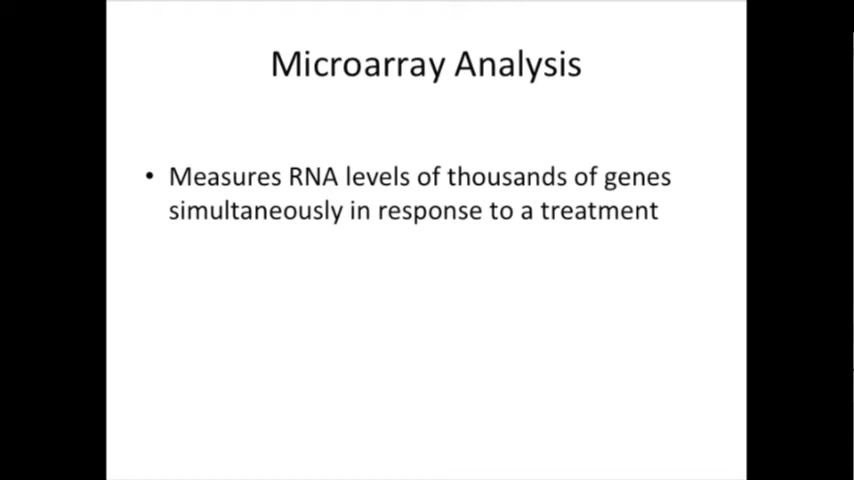 Microarray Analysis
• Measures RNA levels of thousands of genes
simultaneously in response to a treatment